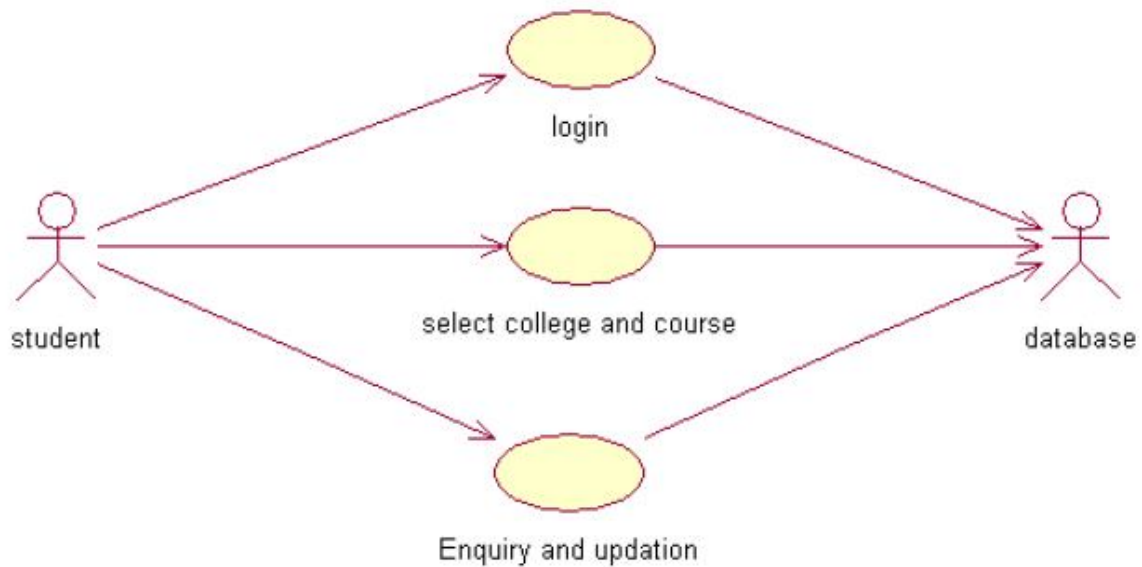 login
student
select college and course
database
Enquiry and updation